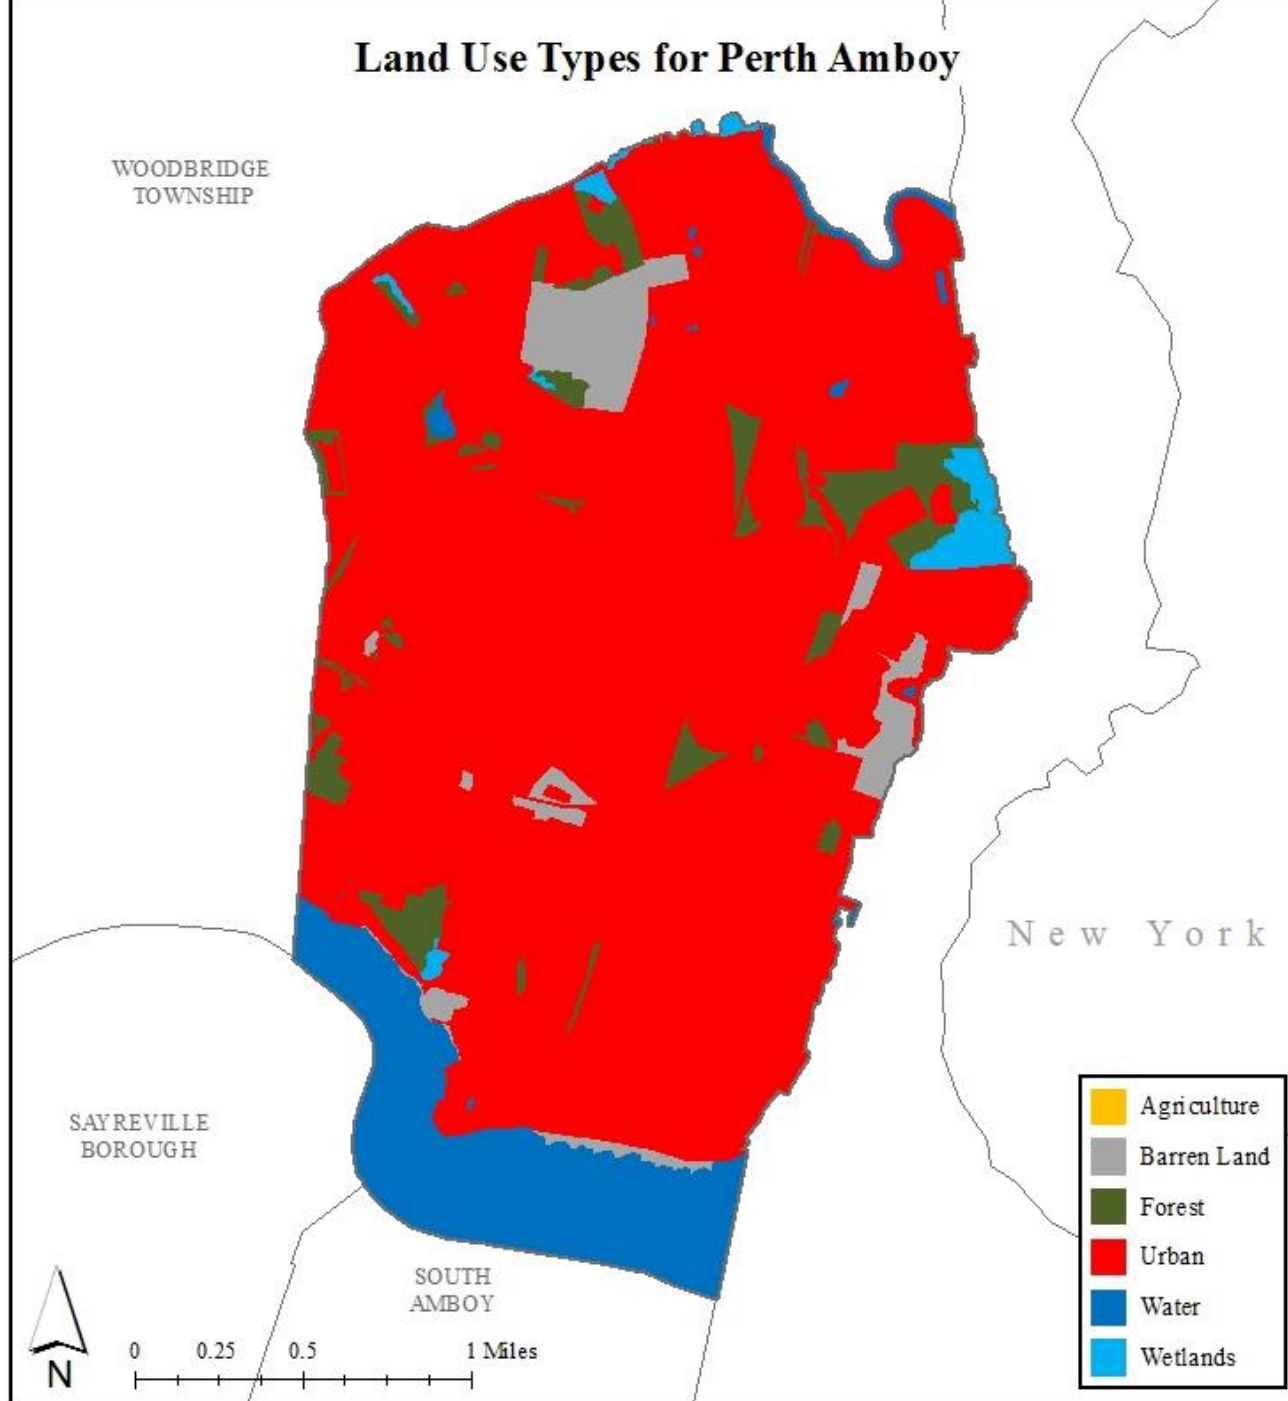 Land Use Types for Perth Amboy
WOODBRIDGE
TOWNSHIP
New York
SAYREVILLE
BOROUGH
SOUTH
AMBOY
Agriculture
Barren Land
Forest
Urban
Water
Wetlands
0 0.25 0.5 1 Miles
N